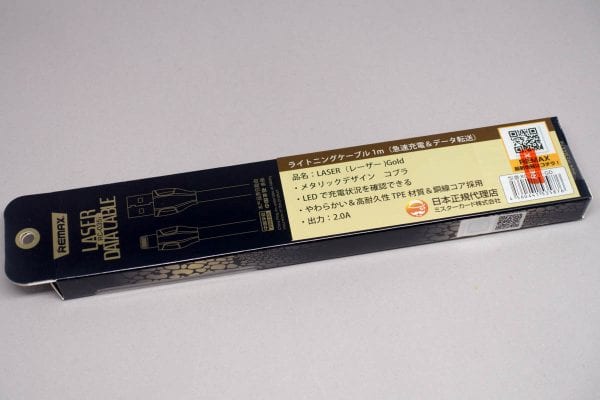 REMAX
LASER
DATA CABLE
ライトニングケーブル 1m（急速充電＆データ転送）
品名：LASER（レーザー）Gold
・メタリックデザイン　コブラ
・LEDで充電状況を確認できる
・やわらかい＆高耐久性 TPE 材質＆銅線コア採用
・出力：2.0A
日本正規代理店
ミスターカード株式会社
REMAX